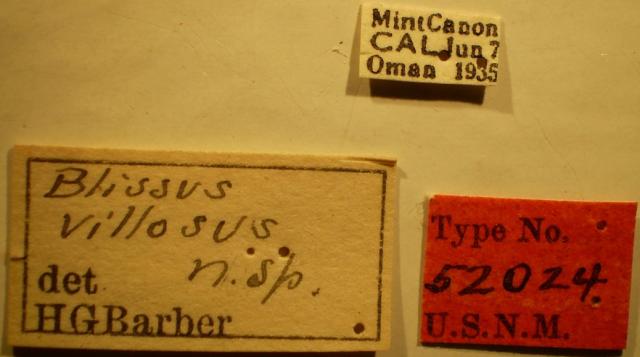 MintCanon
CAL Jun 7
Oman 1935
Blissus
villosus
n.sp.
det
HGBarber
Type No.
52024
U.S.N.M.